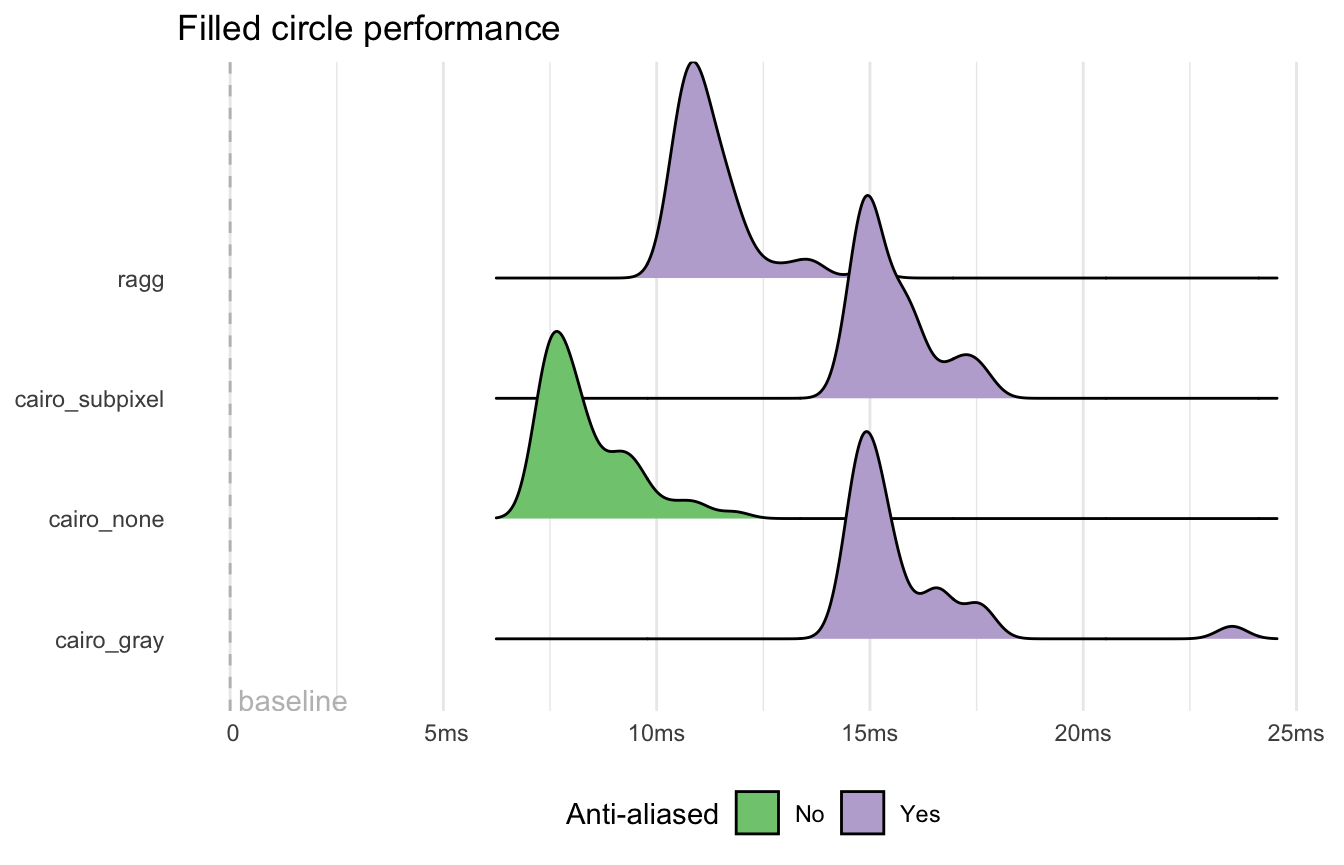 Filled circle performance
ragg
cairo_subpixel
cairo_none
cairo_gray
baseline
0 5ms 10ms 15ms 20ms 25ms
Anti-aliased No Yes